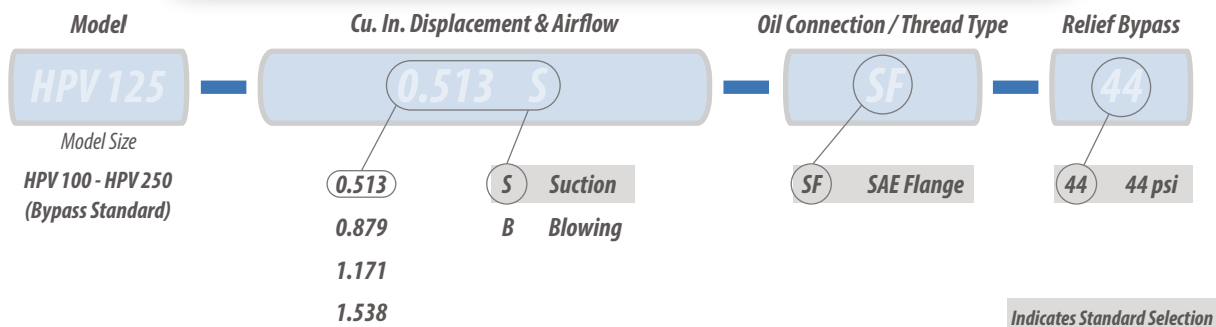 Model Cu. In. Displacement & Airflow Oil Connection / Thread Type Relief Bypass
HPV 125 0.513 S SF 44
Model Size
HPV 100 - HPV 250 0.513 S Suction SF SAE Flange 44 44 psi
(Bypass Standard) 0.879 B Blowing
1.171
1.538
Indicates Standard Selection